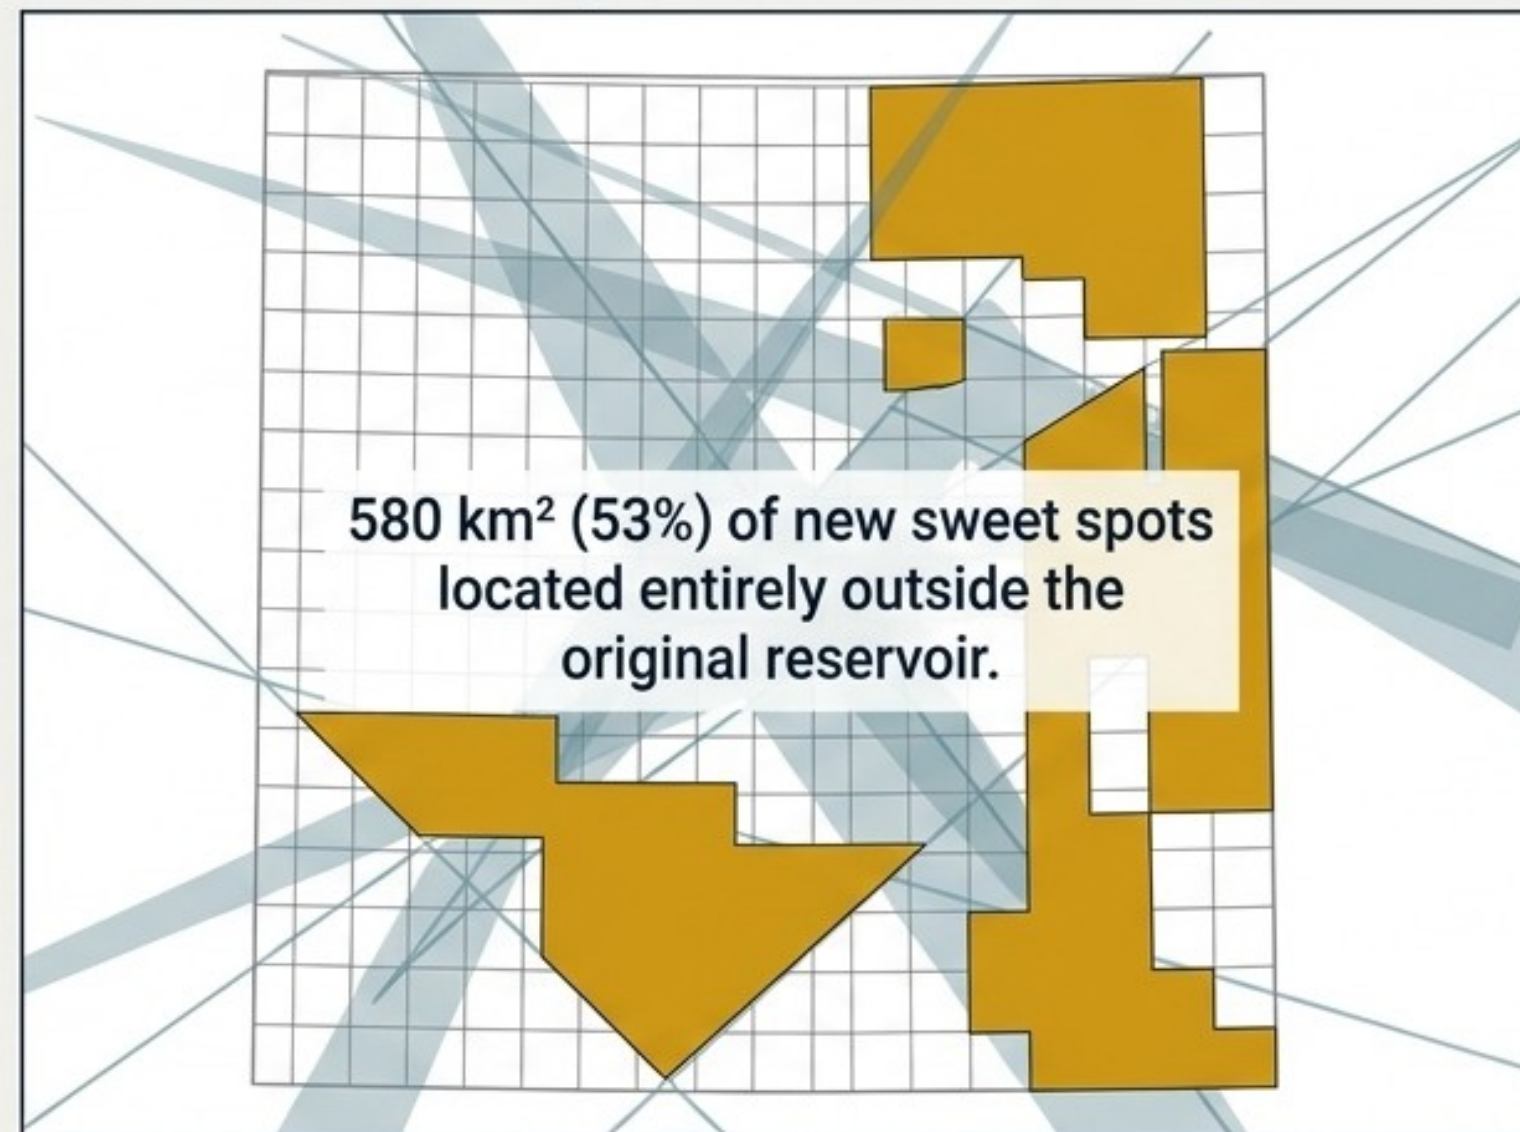 580 km² (53%) of new sweet spots
located entirely outside the
original reservoir.